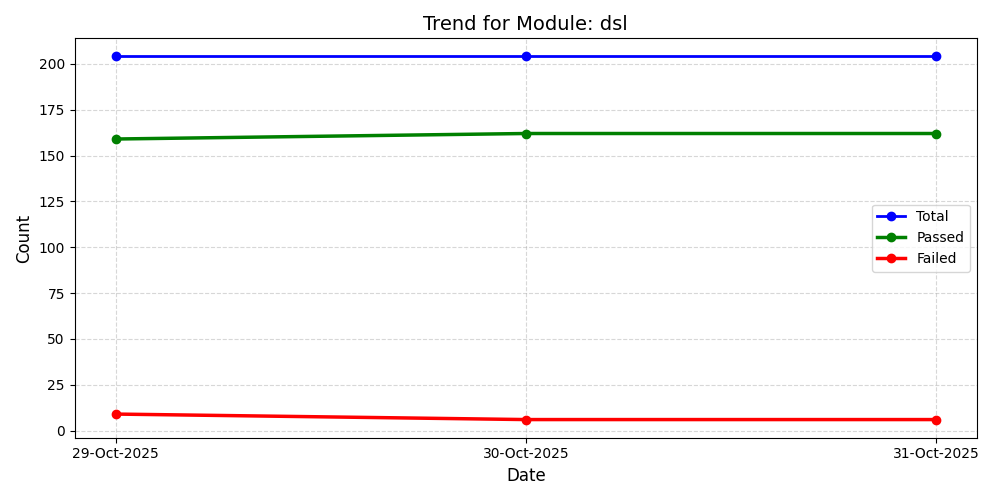 Trend for Module: dsl
200
175
150
125
100
75
50
25
0
Count
Total
Passed
Failed
29-Oct-2025 30-Oct-2025 31-Oct-2025
Date